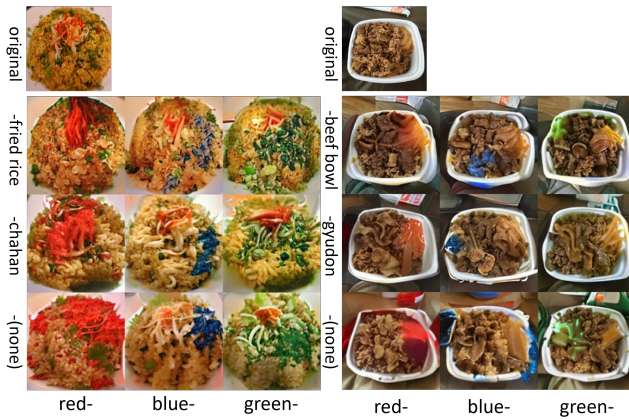 original
original
-fried rice
-beef bowl
-chahan
-gyudon
-(none)
-(none)
red-
blue-
green-
red-
blue-
green-